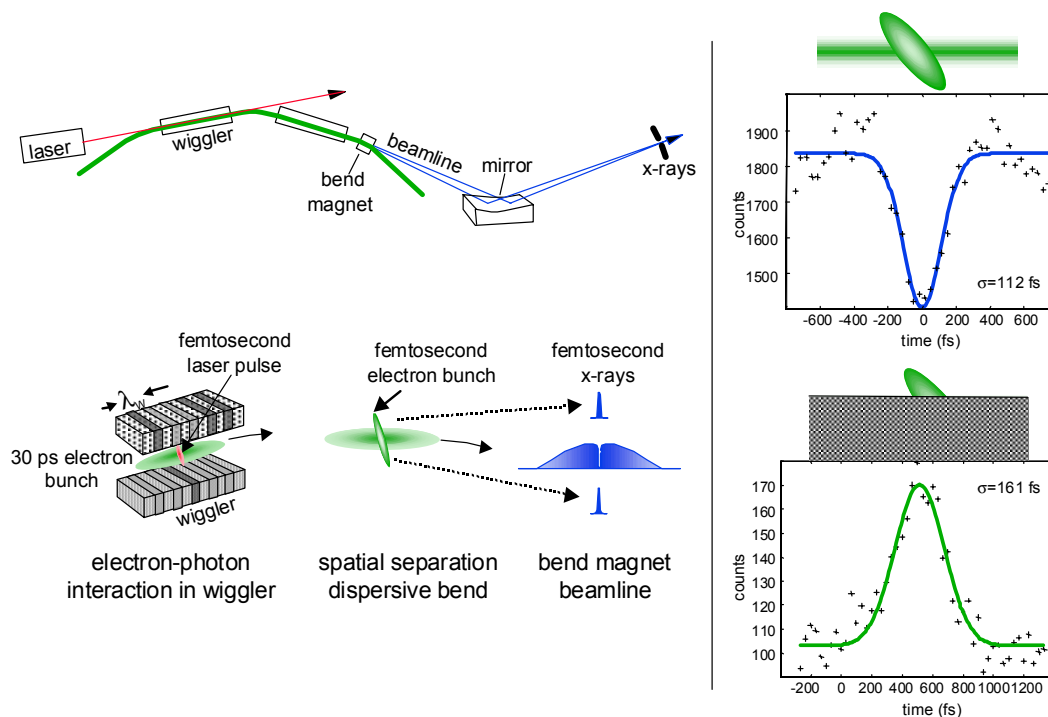 laser
wiggler
beamline
bend
magnet
mirror
x-rays
femtosecond
laser pulse
λw
30 ps electron
bunch
wiggler
electron-photon
interaction in wiggler
femtosecond
electron bunch
spatial separation
dispersive bend
femtosecond
x-rays
bend magnet
beamline
counts
1900
1800
1700
1600
1500
σ=112 fs
-600 -400 -200 0 200 400 600
time (fs)
counts
170
160
150
140
130
120
110
100
σ=161 fs
-200 0 200 400 600 800 1000 1200
time (fs)